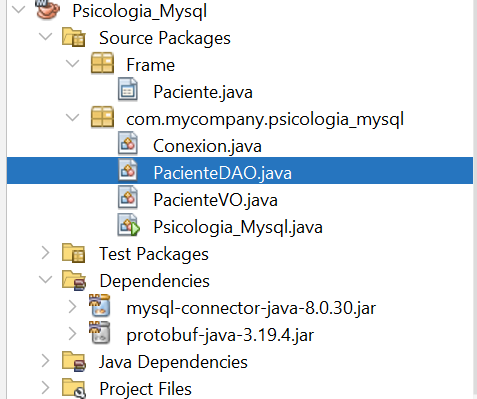 Psicologia_Mysql
Source Packages
Frame
Paciente.java
com.mycompany.psicologia_mysql
Conexion.java
PacienteDAO.java
PacienteVO.java
Psicologia_Mysql.java
Test Packages
Dependencies
mysql-connector-java-8.0.30.jar
protobuf-java-3.19.4.jar
Java Dependencies
Project Files